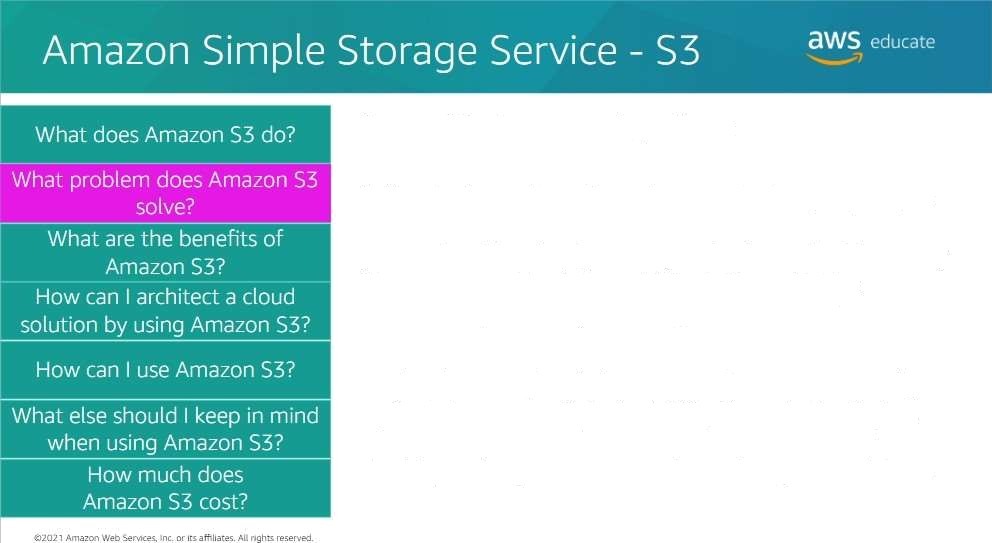 Amazon Simple Storage Service - S3
aws educate
What does Amazon S3 do?
What problem does Amazon S3
solve?
What are the benefits of
Amazon S3?
How can I architect a cloud
solution by using Amazon S3?
How can I use Amazon S3?
What else should I keep in mind
when using Amazon S3?
How much does
Amazon S3 cost?
©2021 Amazon Web Services, Inc. or its affiliates. All rights reserved.